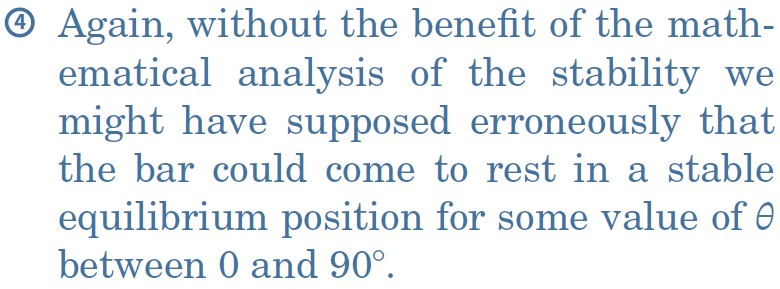 ④ Again, without the benefit of the math-
ematical analysis of the stability we
might have supposed erroneously that
the bar could come to rest in a stable
equilibrium position for some value of θ
between 0 and 90°.